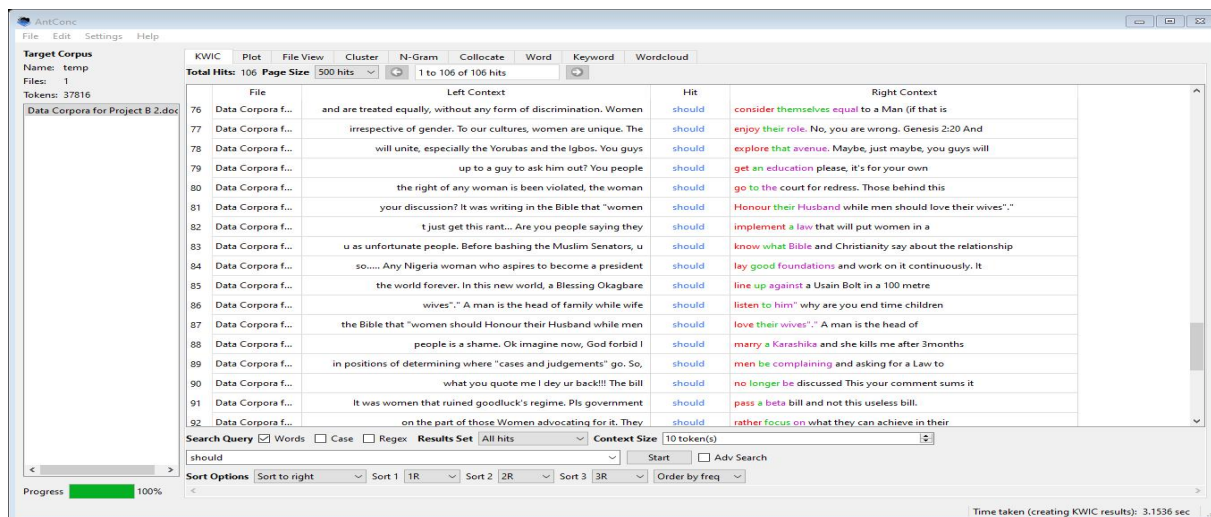 AntConc
File Edit Settings Help
Target Corpus
Name: temp
Files: 1
Tokens: 37816
Data Corpora for Project B 2.doc
Progress 100%
KWIC Plot File View Cluster N-Gram Collocate Word Keyword Wordcloud
Total Hits: 106 Page Size 500 hits 1 to 106 of 106 hits
File Left Context Hit Right Context
76 Data Corpora f... and are treated equally, without any form of discrimination. Women should consider themselves equal to a Man (if that is
77 Data Corpora f... irrespective of gender. To our cultures, women are unique. The should enjoy their role. No, you are wrong. Genesis 2:20 And
78 Data Corpora f... will unite, especially the Yorubas and the Igbos. You guys should explore that avenue. Maybe, just maybe, you guys will
79 Data Corpora f... up to a guy to ask him out? You people should get an education please, it's for your own
80 Data Corpora f... the right of any woman is been violated, the woman should go to the court for redress. Those behind this
81 Data Corpora f... your discussion? It was writing in the Bible that "women should Honour their Husband while men should love their wives"."
82 Data Corpora f... t just get this rant... Are you people saying they should implement a law that will put women in a
83 Data Corpora f... u as unfortunate people. Before bashing the Muslim Senators, u should know what Bible and Christianity say about the relationship
84 Data Corpora f... so..... Any Nigeria woman who aspires to become a president should lay good foundations and work on it continuously. It
85 Data Corpora f... the world forever. In this new world, a Blessing Okagbare should line up against a Usain Bolt in a 100 metre
86 Data Corpora f... wives"." A man is the head of family while wife should listen to him" why are you end time children
87 Data Corpora f... the Bible that "women should Honour their Husband while men should love their wives"." A man is the head of
88 Data Corpora f... people is a shame. Ok imagine now, God forbid I should marry a Karashika and she kills me after 3months
89 Data Corpora f... in positions of determining where "cases and judgements" go. So, should men be complaining and asking for a Law to
90 Data Corpora f... what you quote me I dey ur back!!! The bill should no longer be discussed This your comment sums it
91 Data Corpora f... It was women that ruined goodluck's regime. Pls government should pass a beta bill and not this useless bill.
92 Data Corpora f... on the part of those Women advocating for it. They should rather focus on what they can achieve in their
Search Query Words Case Regex Results Set All hits Context Size 10 token(s)
should Start Adv Search
Sort Options Sort to right Sort 1 1R Sort 2 2R Sort 3 3R Order by freq
Time taken (creating KWIC results): 3.1536 sec